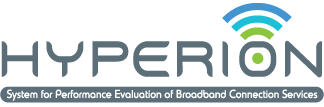 HYPERION
System for Performance Evaluation of Broadband Connection Services